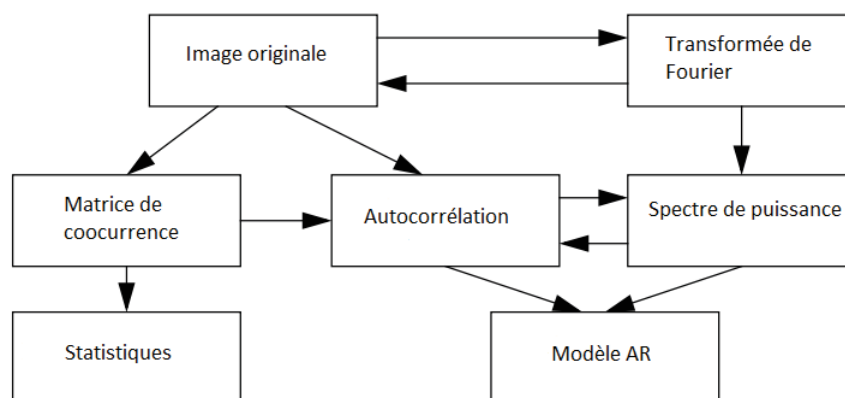 Image originale
Transformée de
Fourier
Matrice de
coocurrence
Autocorrélation
Spectre de puissance
Statistiques
Modèle AR